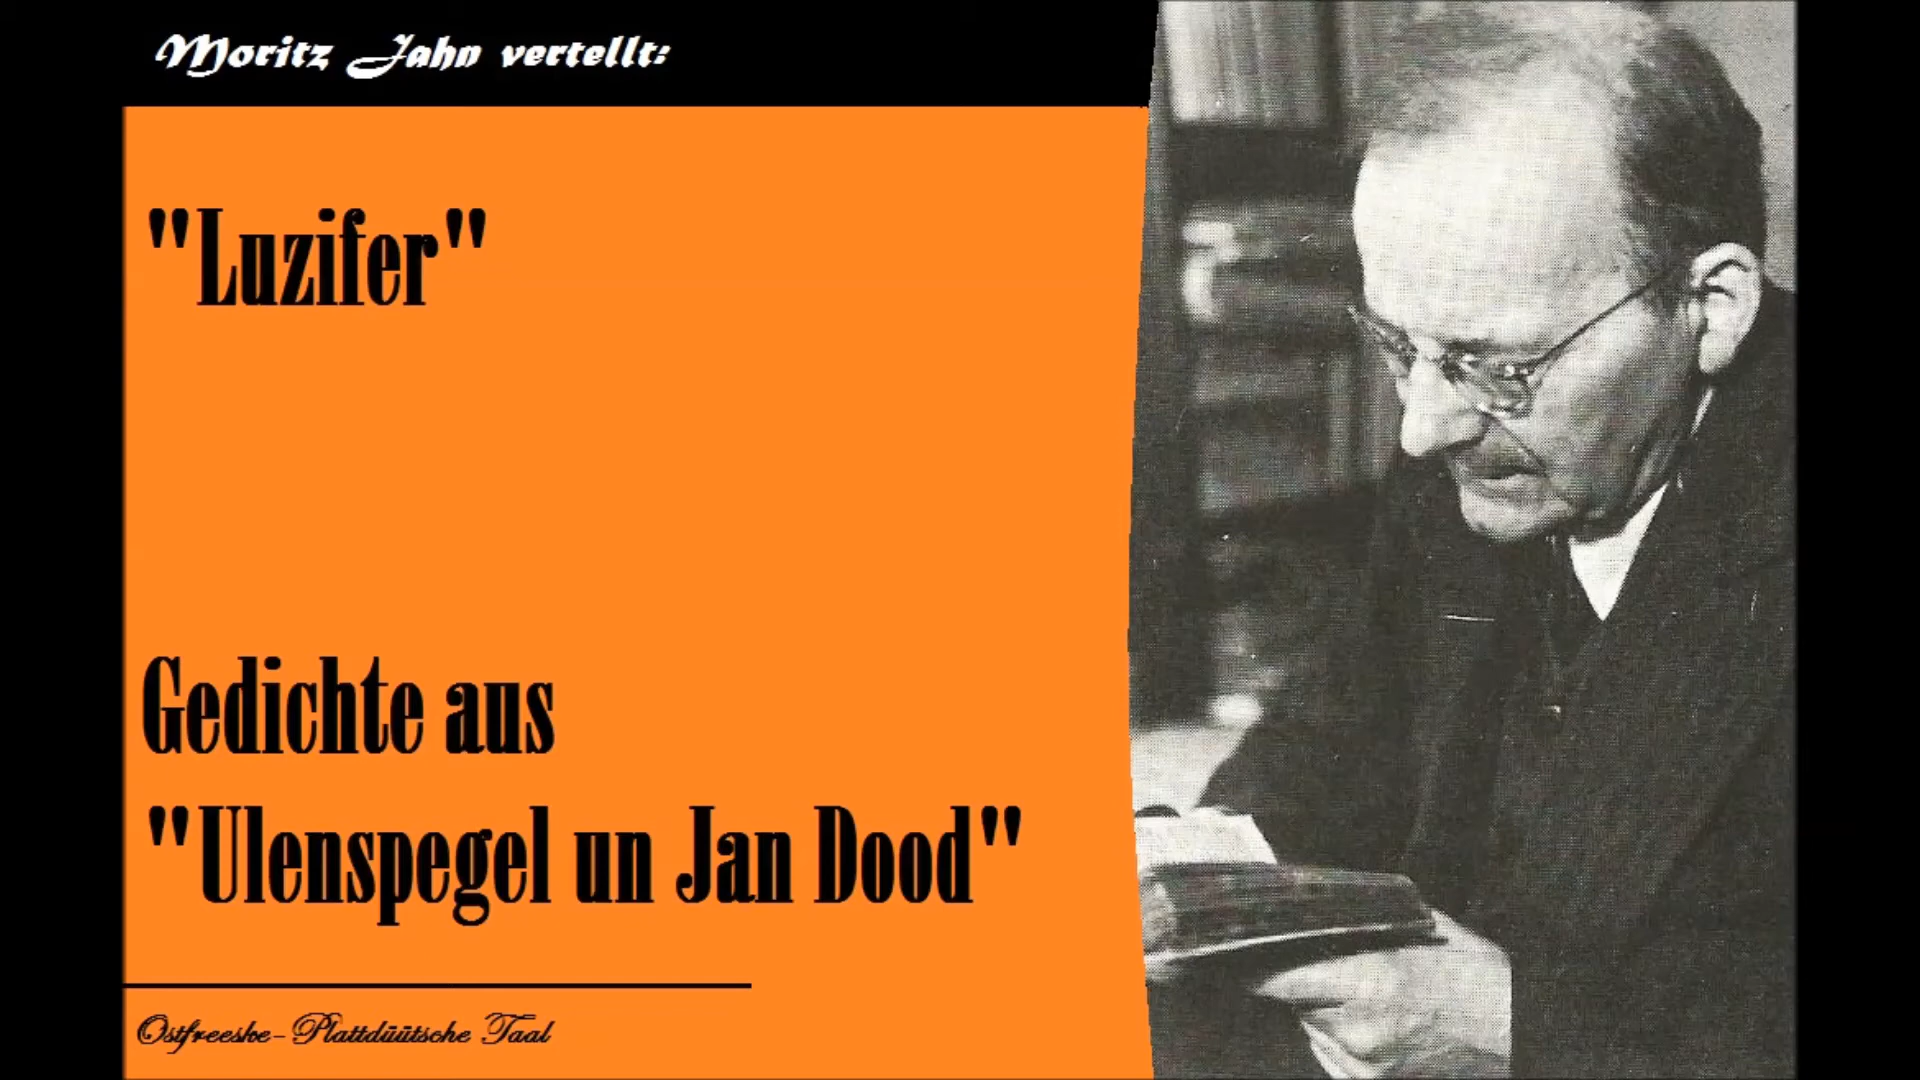 Moritz Jahn vertellt:
"Luzifer"
Gedichte aus
"Ulenspegel un Jan Dood"
Ostfreeske-Plattdüütsche Taal